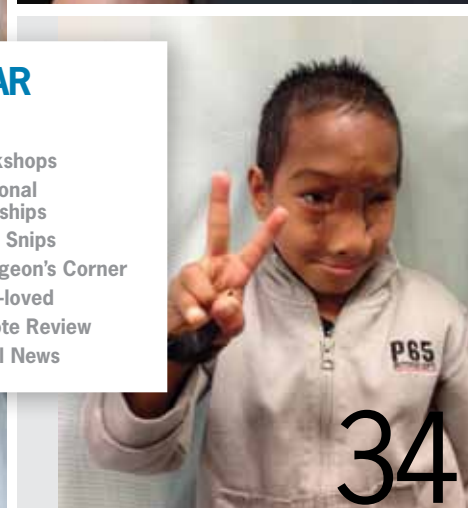 AR
kshops
onal
ships
Snips
geon's Corner
-loved
ote Review
l News
P65
34